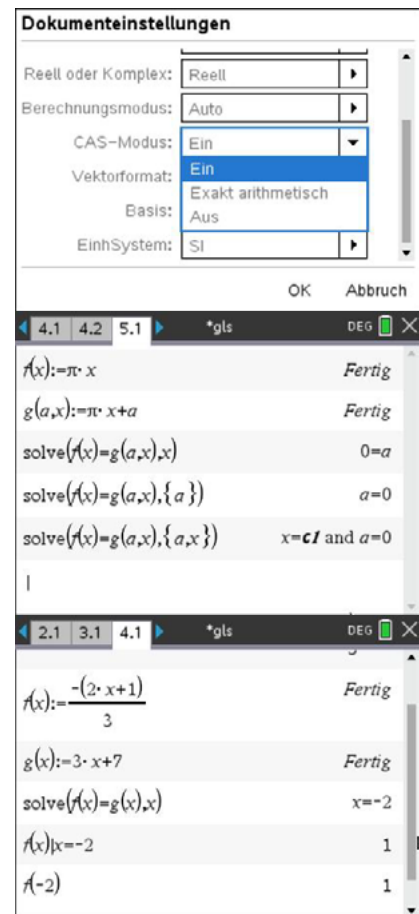 Dokumenteinstellungen
Reell oder Komplex: Reell
Berechnungsmodus: Auto
CAS-Modus: Ein
Ein
Vektorformat:
Exakt arithmetisch
Basis:
Aus
EinhSystem: SI
OK Abbruch
4.1 4.2 5.1 *gls DEG
f(x):=π·x Fertig
g(a,x):=π·x+a Fertig
solve(f(x)=g(a,x),x) 0=a
solve(f(x)=g(a,x),{a}) a=0
solve(f(x)=g(a,x),{a,x}) x=c1 and a=0
2.1 3.1 4.1 *gls DEG
f(x):=-(2·x+1)/3 Fertig
g(x):=3·x+7 Fertig
solve(f(x)=g(x),x) x=-2
f(x)|x=-2 1
f(-2) 1